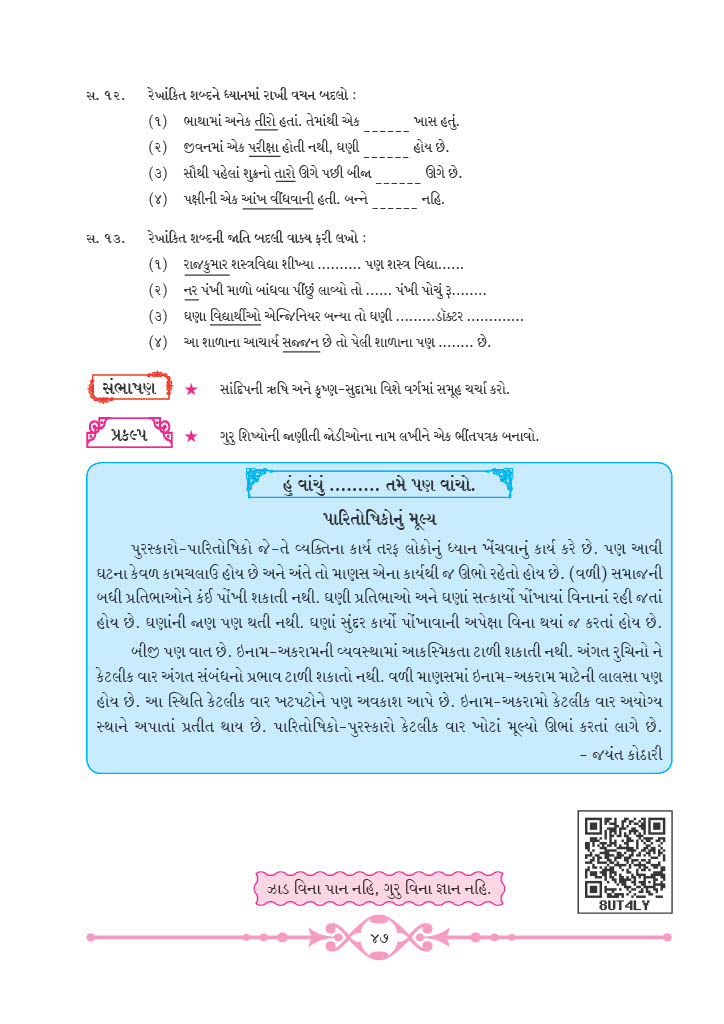 સ. ૧૨. રેખાંકિત શબ્દને ધ્યાનમાં રાખી વચન બદલો :
(૧) ભાથામાં અનેક તીરો હતાં. તેમાંથી એક ______ ખાસ હતું.
(૨) જીવનમાં એક પરીક્ષા હોતી નથી, ઘણી ______ હોય છે.
(૩) સૌથી પહેલાં શુક્રનો તારો ઊગે પછી બીજા ______ ઊગે છે.
(૪) પક્ષીની એક આંખ વીંધવાની હતી. બન્ને ______ નહિ.
સ. ૧૩. રેખાંકિત શબ્દની જાતિ બદલી વાક્ય ફરી લખો :
(૧) રાજકુમાર શસ્ત્રવિદ્યા શીખ્યા .......... પણ શસ્ત્ર વિદ્યા......
(૨) નર પંખી માળો બાંધવા પીંછું લાવ્યો તો ...... પંખી પોચું રૂ........
(૩) ઘણા વિદ્યાર્થીઓ એન્જિનિયર બન્યા તો ઘણી .........ડૉક્ટર .............
(૪) આ શાળાના આચાર્ય સજ્જન છે તો પેલી શાળાના પણ ........ છે.
સંભાષણ ★ સાંદિપની ઋષિ અને કૃષ્ણ-સુદામા વિશે વર્ગમાં સમૂહ ચર્ચા કરો.
પ્રકલ્પ ★ ગુરુ શિષ્યોની જાણીતી જોડીઓના નામ લખીને એક ભીંતપત્રક બનાવો.
હું વાંચું ......... તમે પણ વાંચો.
પારિતોષિકોનું મૂલ્ય
પુરસ્કારો-પારિતોષિકો જે-તે વ્યક્તિના કાર્ય તરફ લોકોનું ધ્યાન ખેંચવાનું કાર્ય કરે છે. પણ આવી
ઘટના કેવળ કામચલાઉ હોય છે અને અંતે તો માણસ એના કાર્યથી જ ઊભો રહેતો હોય છે. (વળી) સમાજની
બધી પ્રતિભાઓને કંઈ પોંખી શકાતી નથી. ઘણી પ્રતિભાઓ અને ઘણાં સત્કાર્યો પોંખાયાં વિનાનાં રહી જતાં
હોય છે. ઘણાંની જાણ પણ થતી નથી. ઘણાં સુંદર કાર્યો પોંખાવાની અપેક્ષા વિના થયાં જ કરતાં હોય છે.
બીજી પણ વાત છે. ઇનામ-અકરામની વ્યવસ્થામાં આકસ્મિકતા ટાળી શકાતી નથી. અંગત રુચિનો ને
કેટલીક વાર અંગત સંબંધનો પ્રભાવ ટાળી શકાતો નથી. વળી માણસમાં ઇનામ-અકરામ માટેની લાલસા પણ
હોય છે. આ સ્થિતિ કેટલીક વાર ખટપટોને પણ અવકાશ આપે છે. ઇનામ-અકરામો કેટલીક વાર અયોગ્ય
સ્થાને અપાતાં પ્રતીત થાય છે. પારિતોષિકો-પુરસ્કારો કેટલીક વાર ખોટાં મૂલ્યો ઊભાં કરતાં લાગે છે.
- જયંત કોઠારી
8UT4LY
ઝાડ વિના પાન નહિ, ગુરુ વિના જ્ઞાન નહિ.
૪૭